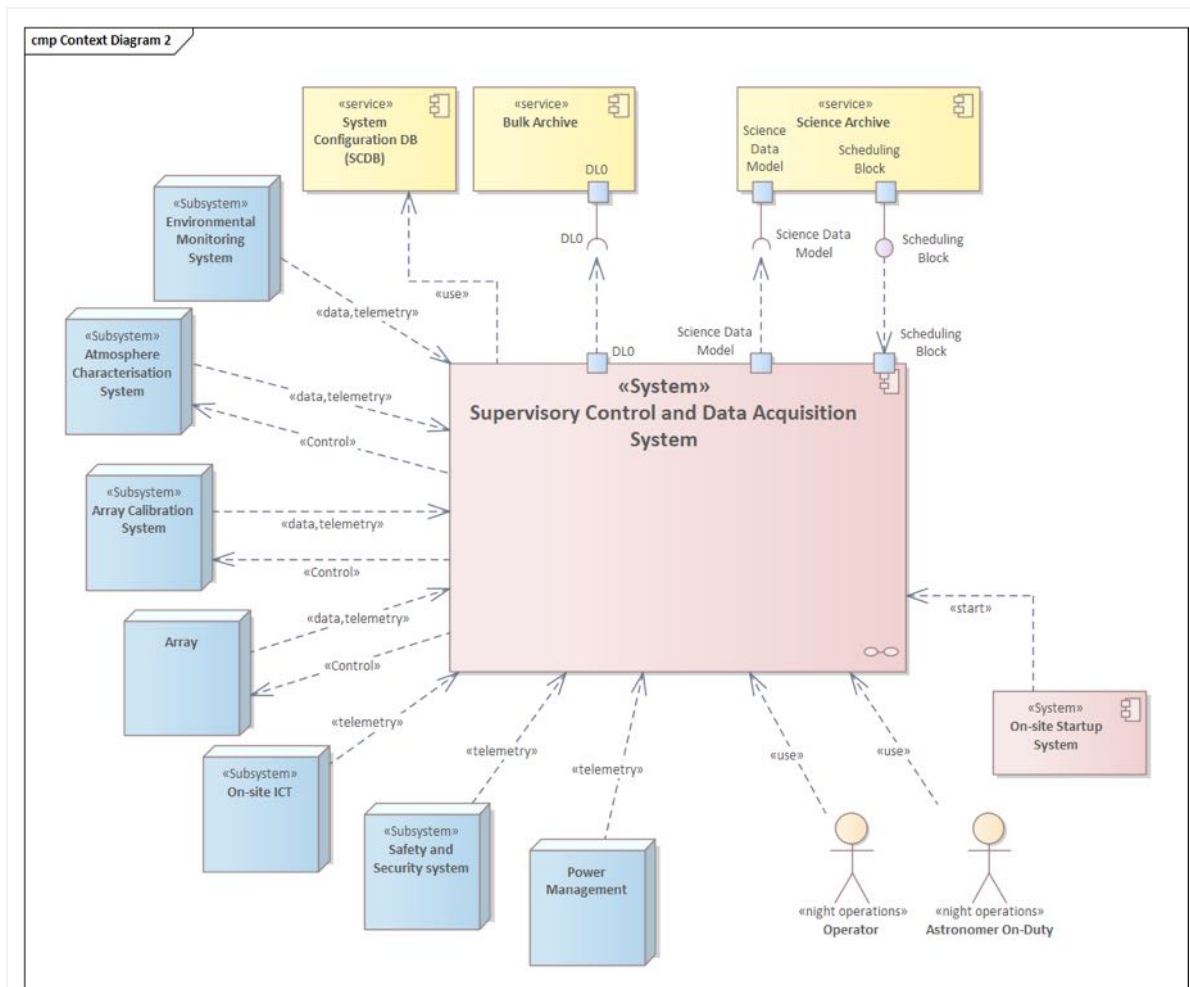 cmp Context Diagram 2
«service»
System
Configuration DB
(SCDB)
«service»
Bulk Archive
DL0
«service»
Science Archive
Science
Data
Model
Scheduling
Block
«Subsystem»
Environmental
Monitoring
System
DL0
Science Data
Model
Scheduling
Block
«use»
«data,telemetry»
«Subsystem»
Atmosphere
Characterisation
System
DL0
Science Data
Model
Scheduling
Block
«data,telemetry»
«Control»
«System»
Supervisory Control and Data Acquisition
System
«Subsystem»
Array Calibration
System
«data,telemetry»
«Control»
Array
«data,telemetry»
«Control»
«start»
«System»
On-site Startup
System
«Subsystem»
On-site ICT
«telemetry»
«Subsystem»
Safety and
Security system
«telemetry»
Power
Management
«telemetry»
«use»
«use»
«night operations»
Operator
«night operations»
Astronomer On-Duty